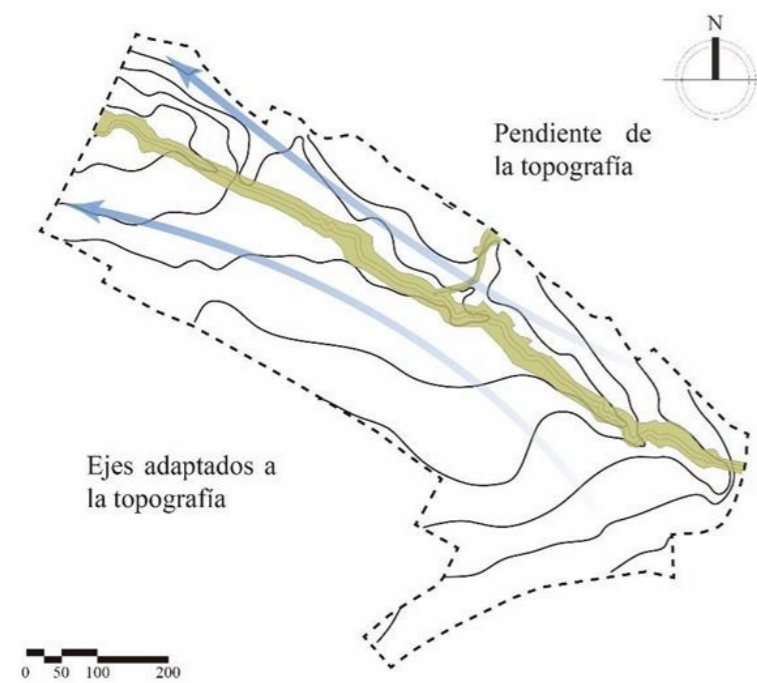 N
Pendiente de
la topografía
Ejes adaptados a
la topografía
0 50 100 200